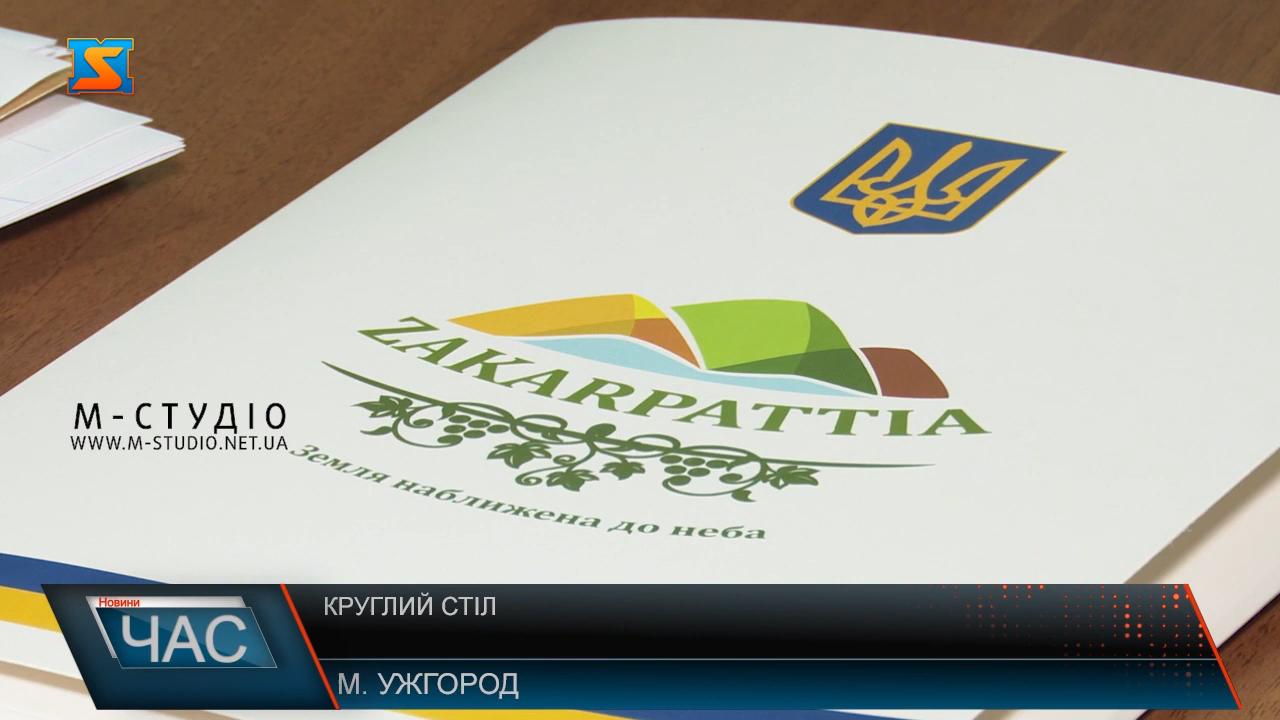 ZAKARPATTIA
Земля наближена до неба
М-СТУДІО
WWW.M-STUDIO.NET.UA
Новини
ЧАС
КРУГЛИЙ СТІЛ
М. УЖГОРОД